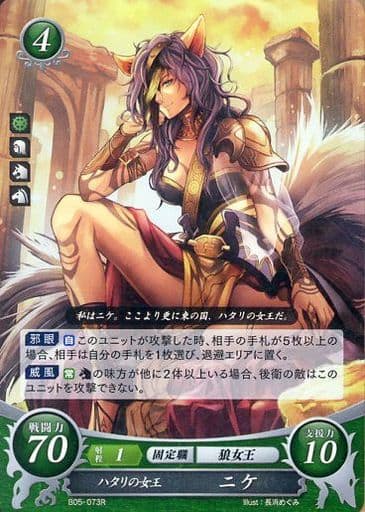 4
私はニケ。ここより更に東の国、ハタリの女王だ。
邪眼 自 このユニットが攻撃した時、相手の手札が5枚以上の
場合、相手は自分の手札を1枚選び、退避エリアに置く。
威風 常 の味方が他に2体以上いる場合、後衛の敵はこの
ユニットを攻撃できない。
戦闘力 70
射程 1 固定職 狼女王
支援力 10
ハタリの女王 ニケ
B05-073R Illust：長浜めぐみ